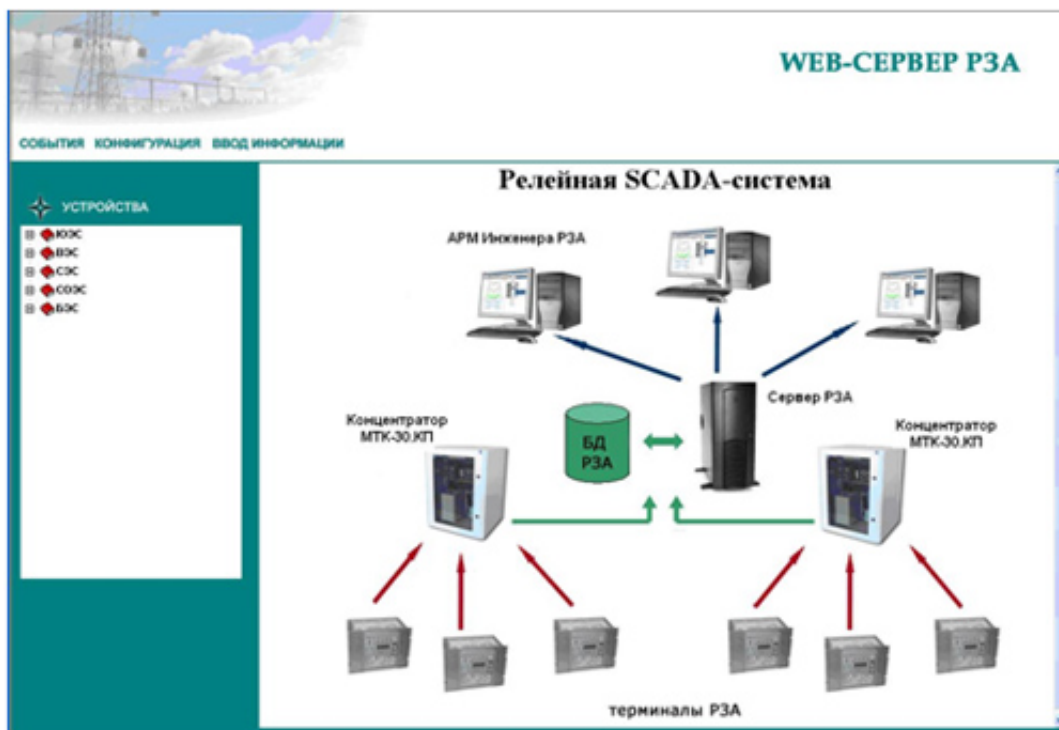 WEB-СЕРВЕР РЗА
СОБЫТИЯ КОНФИГУРАЦИЯ ВВОД ИНФОРМАЦИИ
УСТРОЙСТВА
ЮЭС
ВЭС
СЭС
СОЭС
БЭС
Релейная SCADA-система
АРМ Инженера РЗА
Сервер РЗА
Концентратор
МТК-30.КП
БД
РЗА
Концентратор
МТК-30.КП
терминалы РЗА